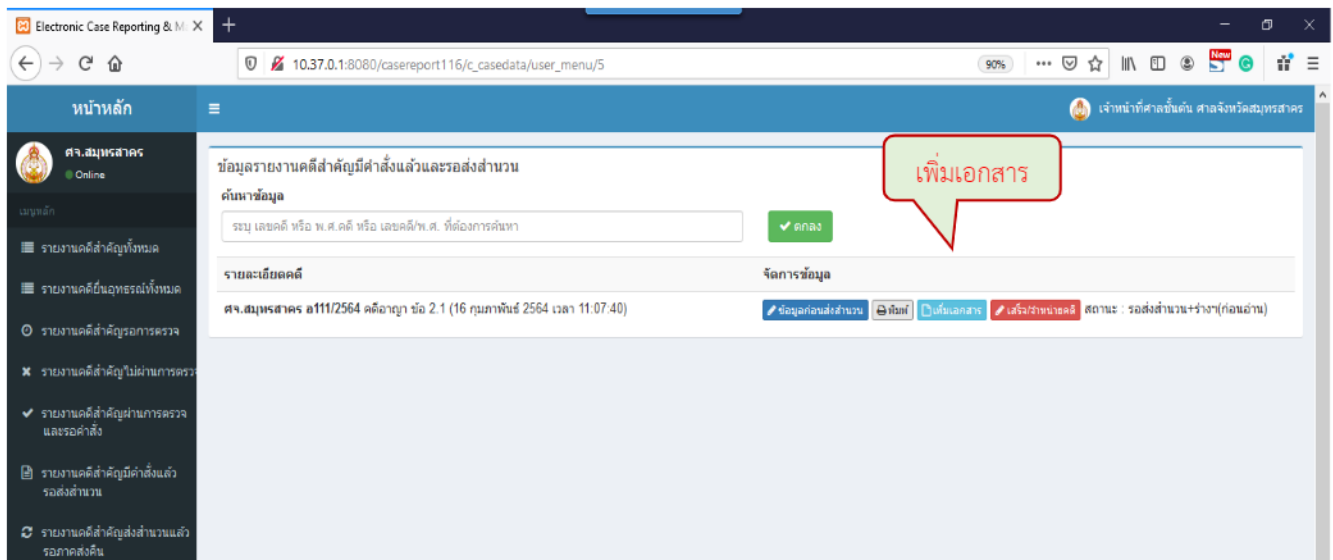 Electronic Case Reporting & M
10.37.0.1:8080/casereport116/c_casedata/user_menu/5
90%
New
หน้าหลัก
เจ้าหน้าที่ศาลชั้นต้น ศาลจังหวัดสมุทรสาคร
ศจ.สมุทรสาคร
Online
เมนูหลัก
รายงานคดีสำคัญทั้งหมด
รายงานคดียื่นอุทธรณ์ทั้งหมด
รายงานคดีสำคัญรอการตรวจ
รายงานคดีสำคัญไม่ผ่านการตรวจ
รายงานคดีสำคัญผ่านการตรวจ
และรอคำสั่ง
รายงานคดีสำคัญมีคำสั่งแล้ว
รอส่งสำนวน
รายงานคดีสำคัญส่งสำนวนแล้ว
รอภาคส่งคืน
ข้อมูลรายงานคดีสำคัญมีคำสั่งแล้วและรอส่งสำนวน
เพิ่มเอกสาร
ค้นหาข้อมูล
ระบุ เลขคดี หรือ พ.ศ.คดี หรือ เลขคดี/พ.ศ. ที่ต้องการค้นหา
ตกลง
รายละเอียดคดี จัดการข้อมูล
ศจ.สมุทรสาคร อ111/2564 คดีอาญา ข้อ 2.1 (16 กุมภาพันธ์ 2564 เวลา 11:07:40) ข้อมูลก่อนส่งสำนวน พิมพ์ เพิ่มเอกสาร เสร็จ/จำหน่ายคดี สถานะ : รอส่งสำนวน+ร่างฯ(ก่อนอ่าน)